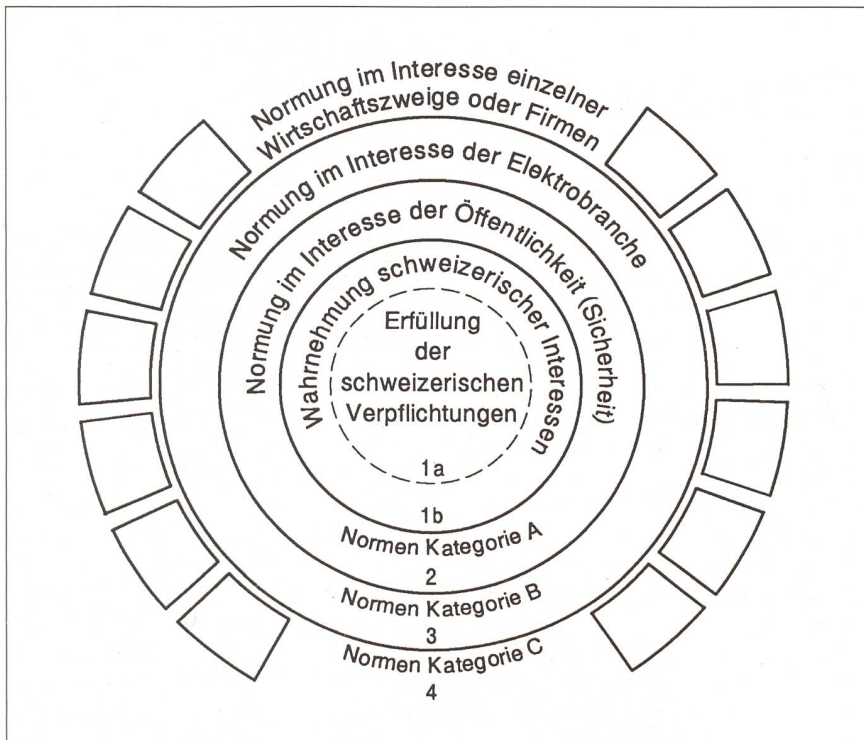 Normung im Interesse einzelner
Wirtschaftszweige oder Firmen
Normung im Interesse der Elektrobranche
Normung im Interesse der Öffentlichkeit (Sicherheit)
Wahrnehmung schweizerischer Interessen
Erfüllung
der
schweizerischen
Verpflichtungen
1a
1b
Normen Kategorie A
2
Normen Kategorie B
3
Normen Kategorie C
4